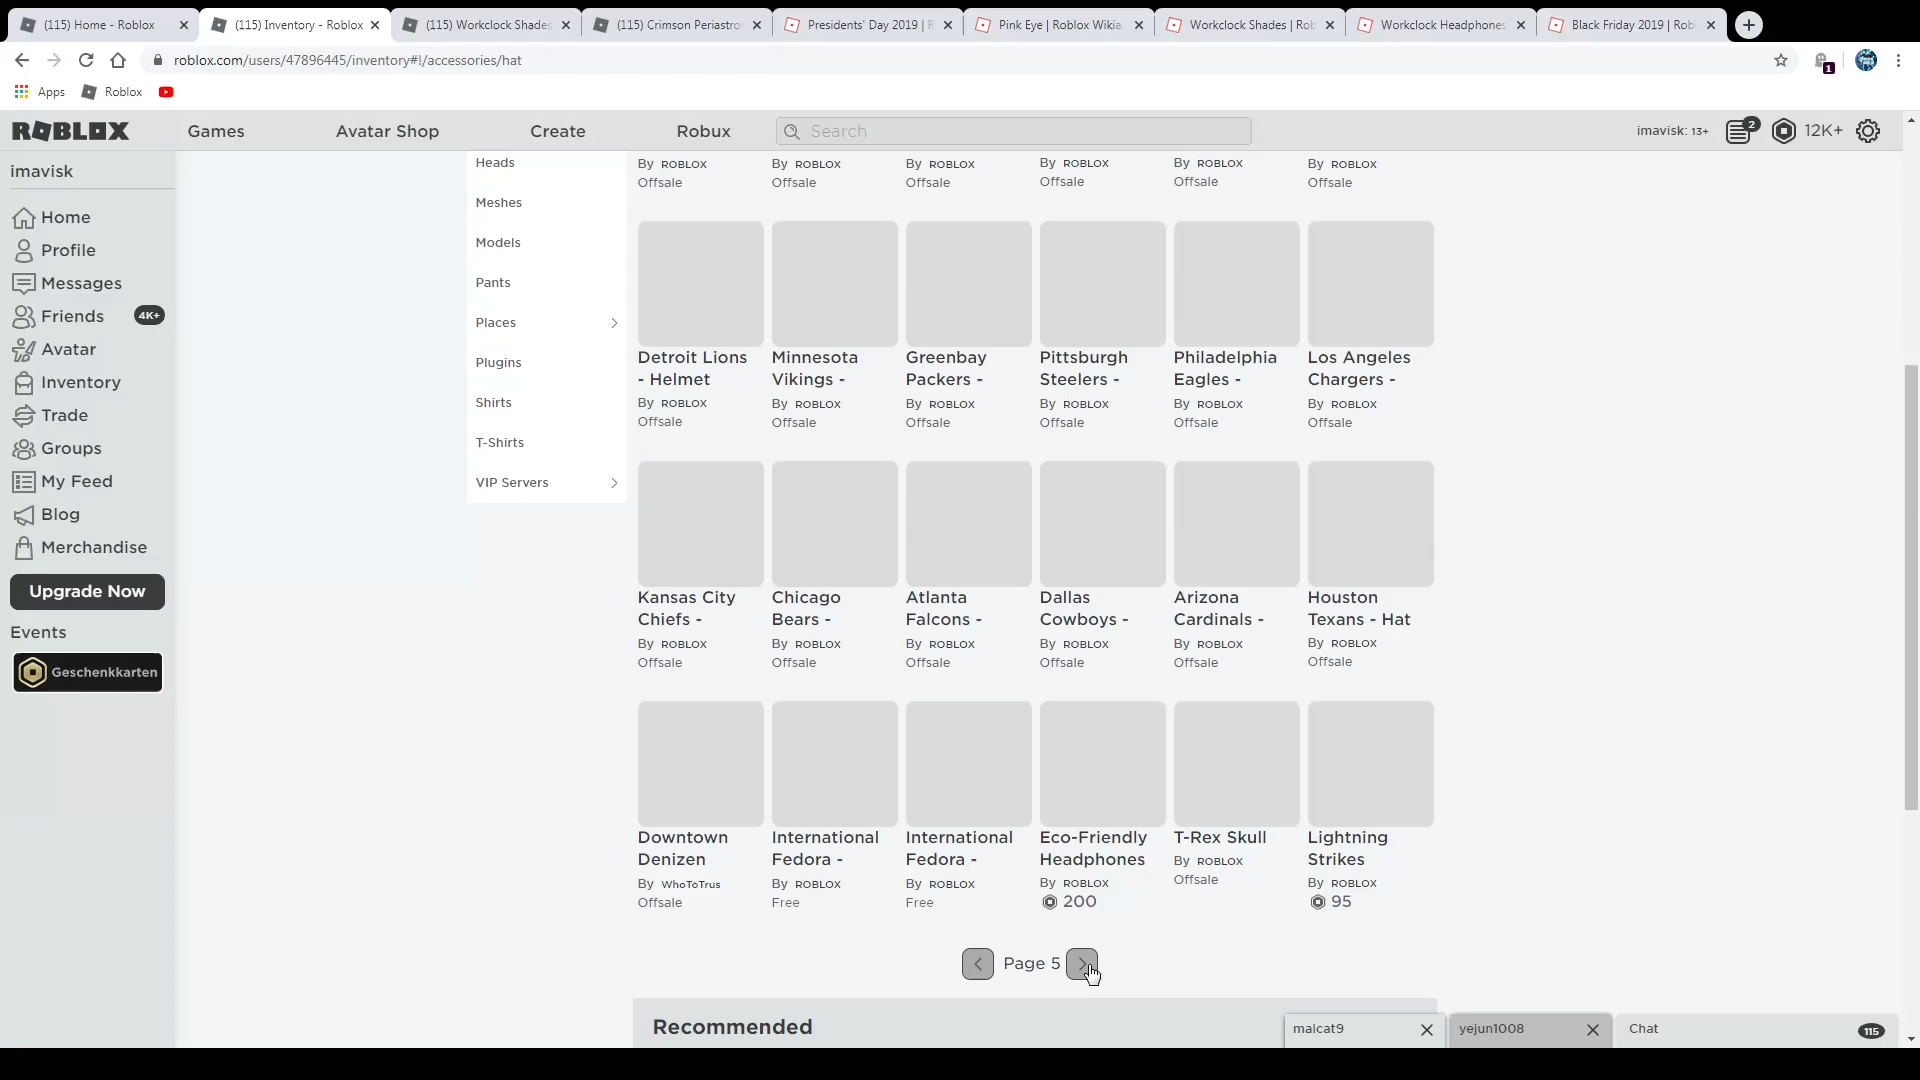 (115) Home - Roblox
(115) Inventory - Roblox
(115) Workclock Shades
(115) Crimson Periastro
Presidents' Day 2019 | R
Pink Eye | Roblox Wikia
Workclock Shades | Rob
Workclock Headphones
Black Friday 2019 | Robl
roblox.com/users/47896445/inventory#!/accessories/hat
1
Apps
Roblox
ROBLOX
Games
Avatar Shop
Create
Robux
Search
imavisk: 13+
2
12K+
imavisk
Home
Profile
Messages
Friends
4K+
Avatar
Inventory
Trade
Groups
My Feed
Blog
Merchandise
Upgrade Now
Events
Geschenkkarten
Heads
Meshes
Models
Pants
Places
Plugins
Shirts
T-Shirts
VIP Servers
By ROBLOX
Offsale
By ROBLOX
Offsale
By ROBLOX
Offsale
By ROBLOX
Offsale
By ROBLOX
Offsale
By ROBLOX
Offsale
Detroit Lions
- Helmet
By ROBLOX
Offsale
Minnesota
Vikings -
By ROBLOX
Offsale
Greenbay
Packers -
By ROBLOX
Offsale
Pittsburgh
Steelers -
By ROBLOX
Offsale
Philadelphia
Eagles -
By ROBLOX
Offsale
Los Angeles
Chargers -
By ROBLOX
Offsale
Kansas City
Chiefs -
By ROBLOX
Offsale
Chicago
Bears -
By ROBLOX
Offsale
Atlanta
Falcons -
By ROBLOX
Offsale
Dallas
Cowboys -
By ROBLOX
Offsale
Arizona
Cardinals -
By ROBLOX
Offsale
Houston
Texans - Hat
By ROBLOX
Offsale
Downtown
Denizen
By WhoToTrus
Offsale
International
Fedora -
By ROBLOX
Free
International
Fedora -
By ROBLOX
Free
Eco-Friendly
Headphones
By ROBLOX
200
T-Rex Skull
By ROBLOX
Offsale
Lightning
Strikes
By ROBLOX
95
Page 5
Recommended
malcat9
yejun1008
Chat
115